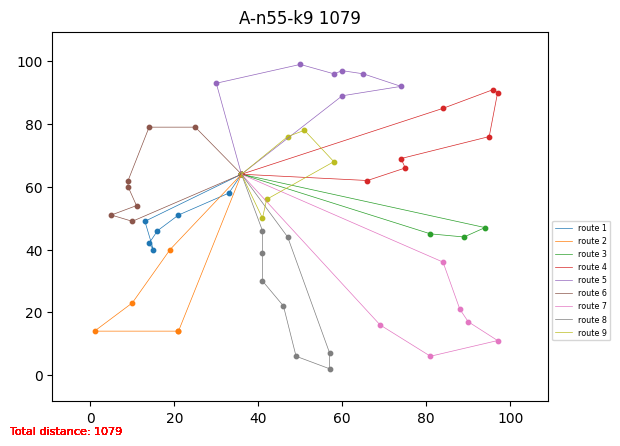 A-n55-k9 1079
100
80
60
40
20
0
0 20 40 60 80 100
route 1
route 2
route 3
route 4
route 5
route 6
route 7
route 8
route 9
Total distance: 1079